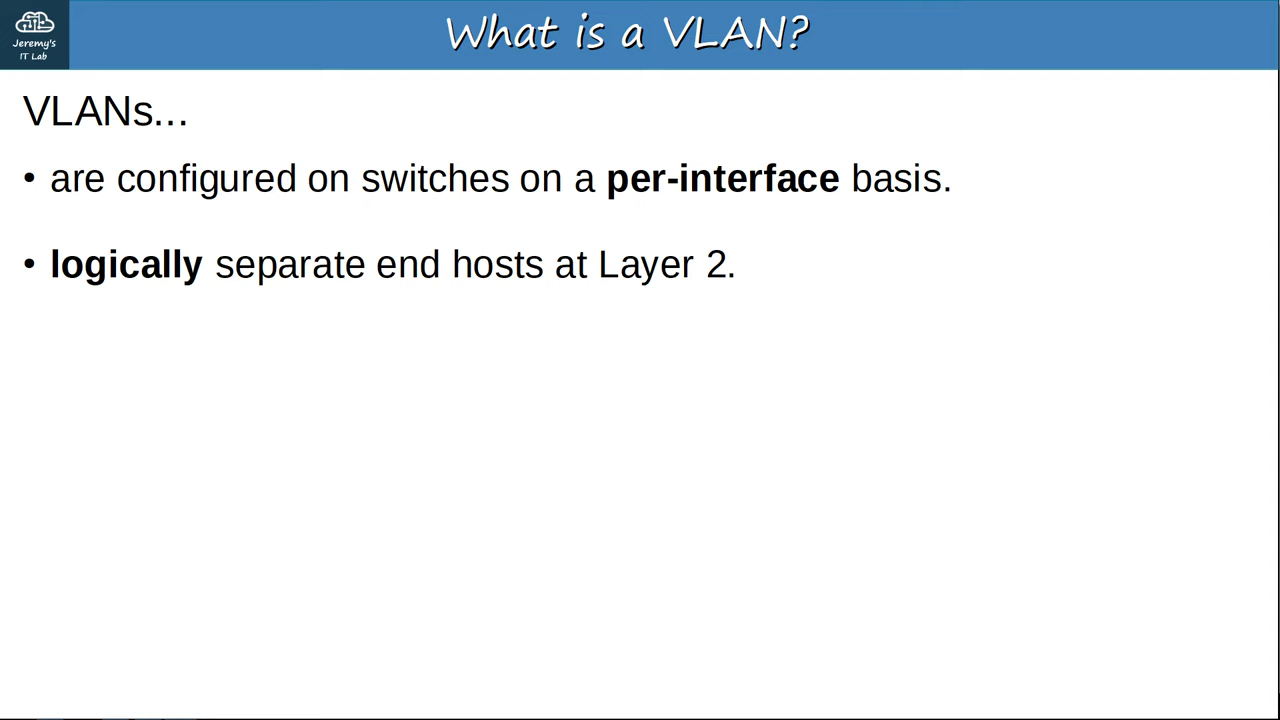 Jeremy's
IT Lab
What is a VLAN?
VLANs...
• are configured on switches on a per-interface basis.
• logically separate end hosts at Layer 2.